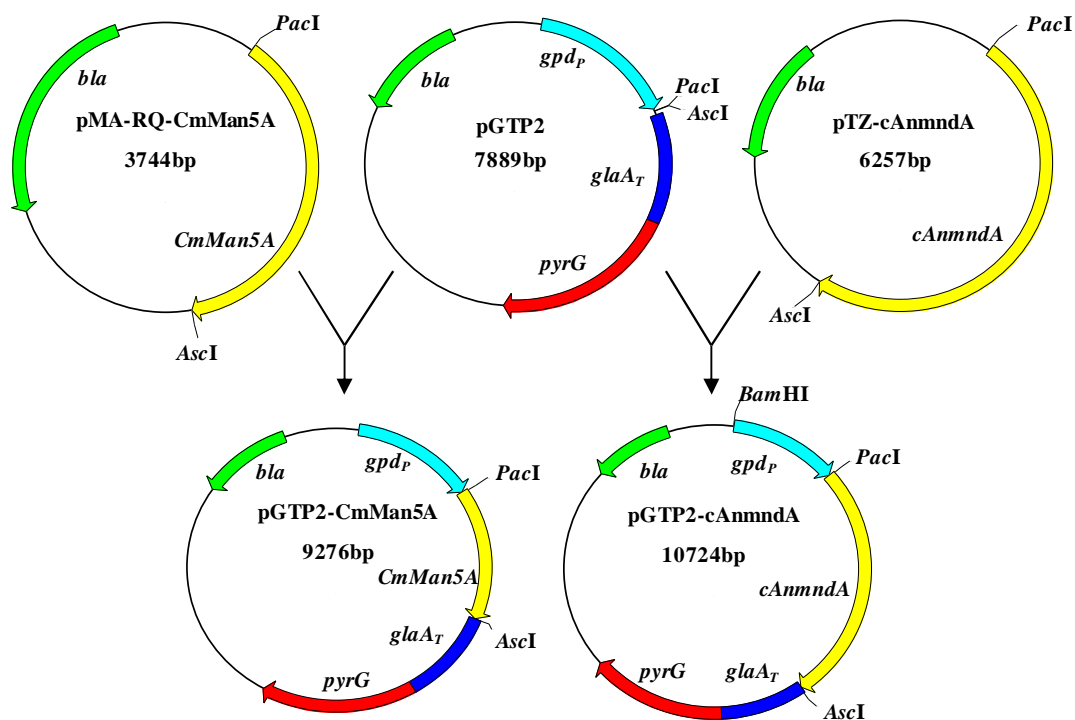 PacI
bla
pMA-RQ-CmMan5A
3744bp
CmMan5A
AscI
gpdP
bla
PacI
AscI
pGTP2
7889bp
glaAT
pyrG
PacI
bla
pTZ-cAnmndA
6257bp
cAnmndA
AscI
bla
gpdP
PacI
pGTP2-CmMan5A
9276bp
CmMan5A
glaAT
AscI
pyrG
BamHI
bla
gpdP
PacI
pGTP2-cAnmndA
10724bp
cAnmndA
pyrG
glaAT
AscI